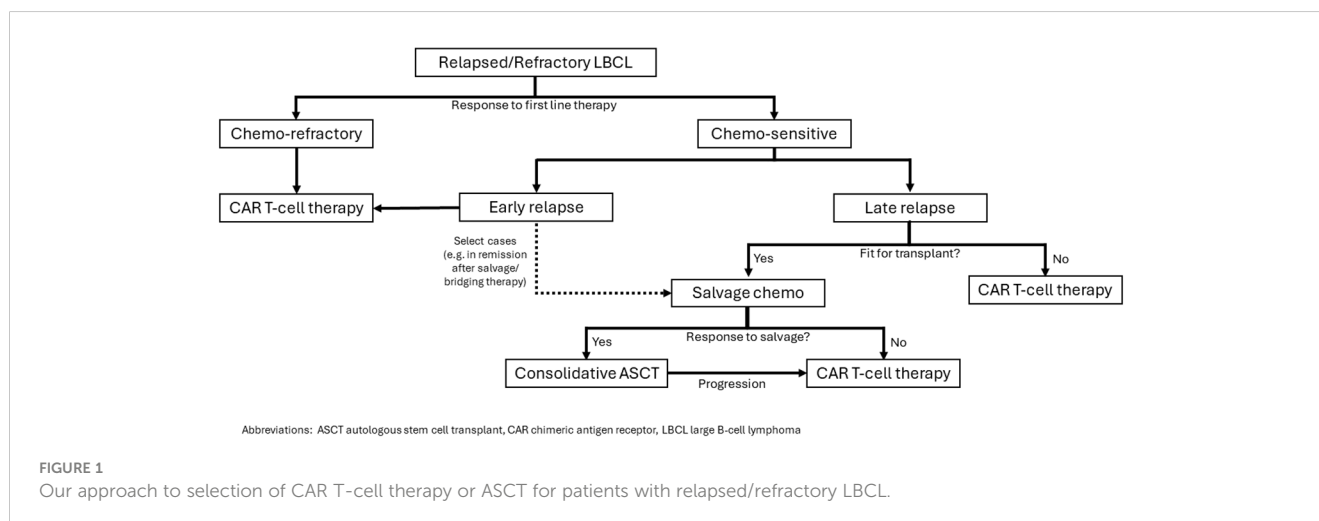 Relapsed/Refractory LBCL
Response to first line therapy
Chemo-refractory
Chemo-sensitive
CAR T-cell therapy
Early relapse
Late relapse
Select cases
(e.g. in remission
after salvage/
bridging therapy)
Fit for transplant?
Yes
No
Salvage chemo
CAR T-cell therapy
Response to salvage?
Yes
No
Consolidative ASCT
Progression
CAR T-cell therapy
Abbreviations: ASCT autologous stem cell transplant, CAR chimeric antigen receptor, LBCL large B-cell lymphoma
FIGURE 1
Our approach to selection of CAR T-cell therapy or ASCT for patients with relapsed/refractory LBCL.